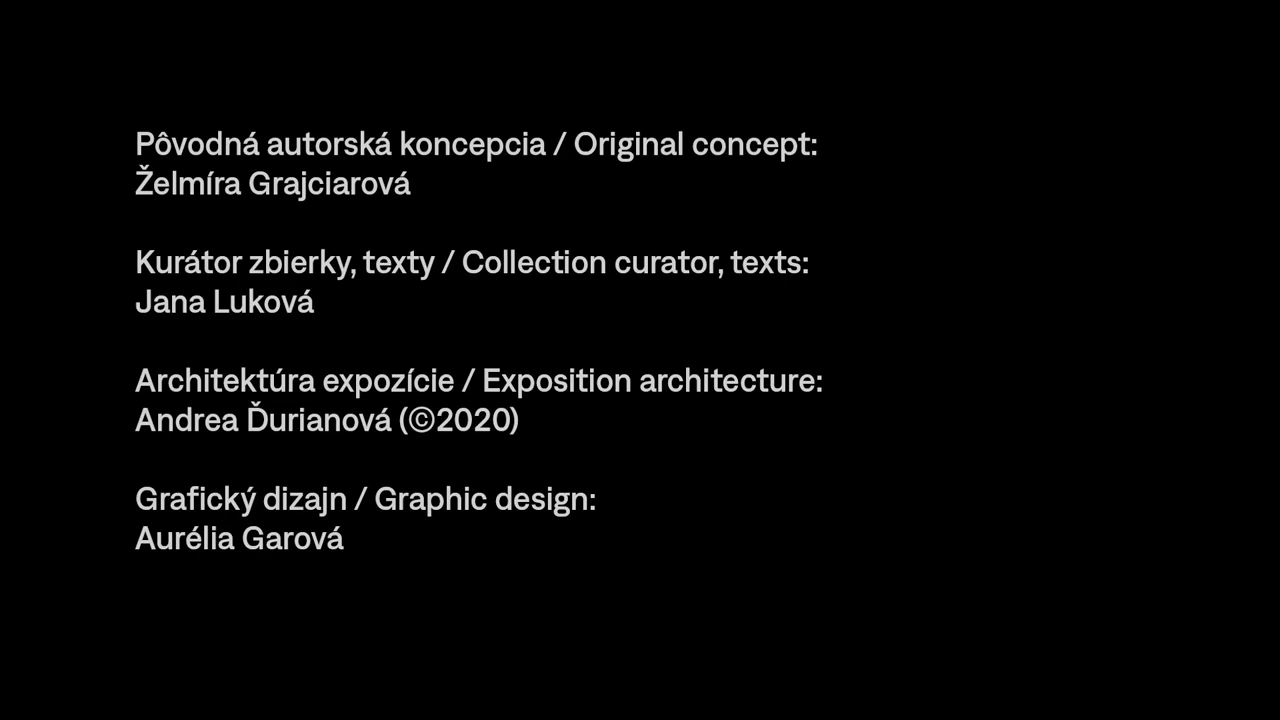 Pôvodná autorská koncepcia / Original concept:
Želmíra Grajciarová
Kurátor zbierky, texty / Collection curator, texts:
Jana Luková
Architektúra expozície / Exposition architecture:
Andrea Ďurianová (©2020)
Grafický dizajn / Graphic design:
Aurélia Garová